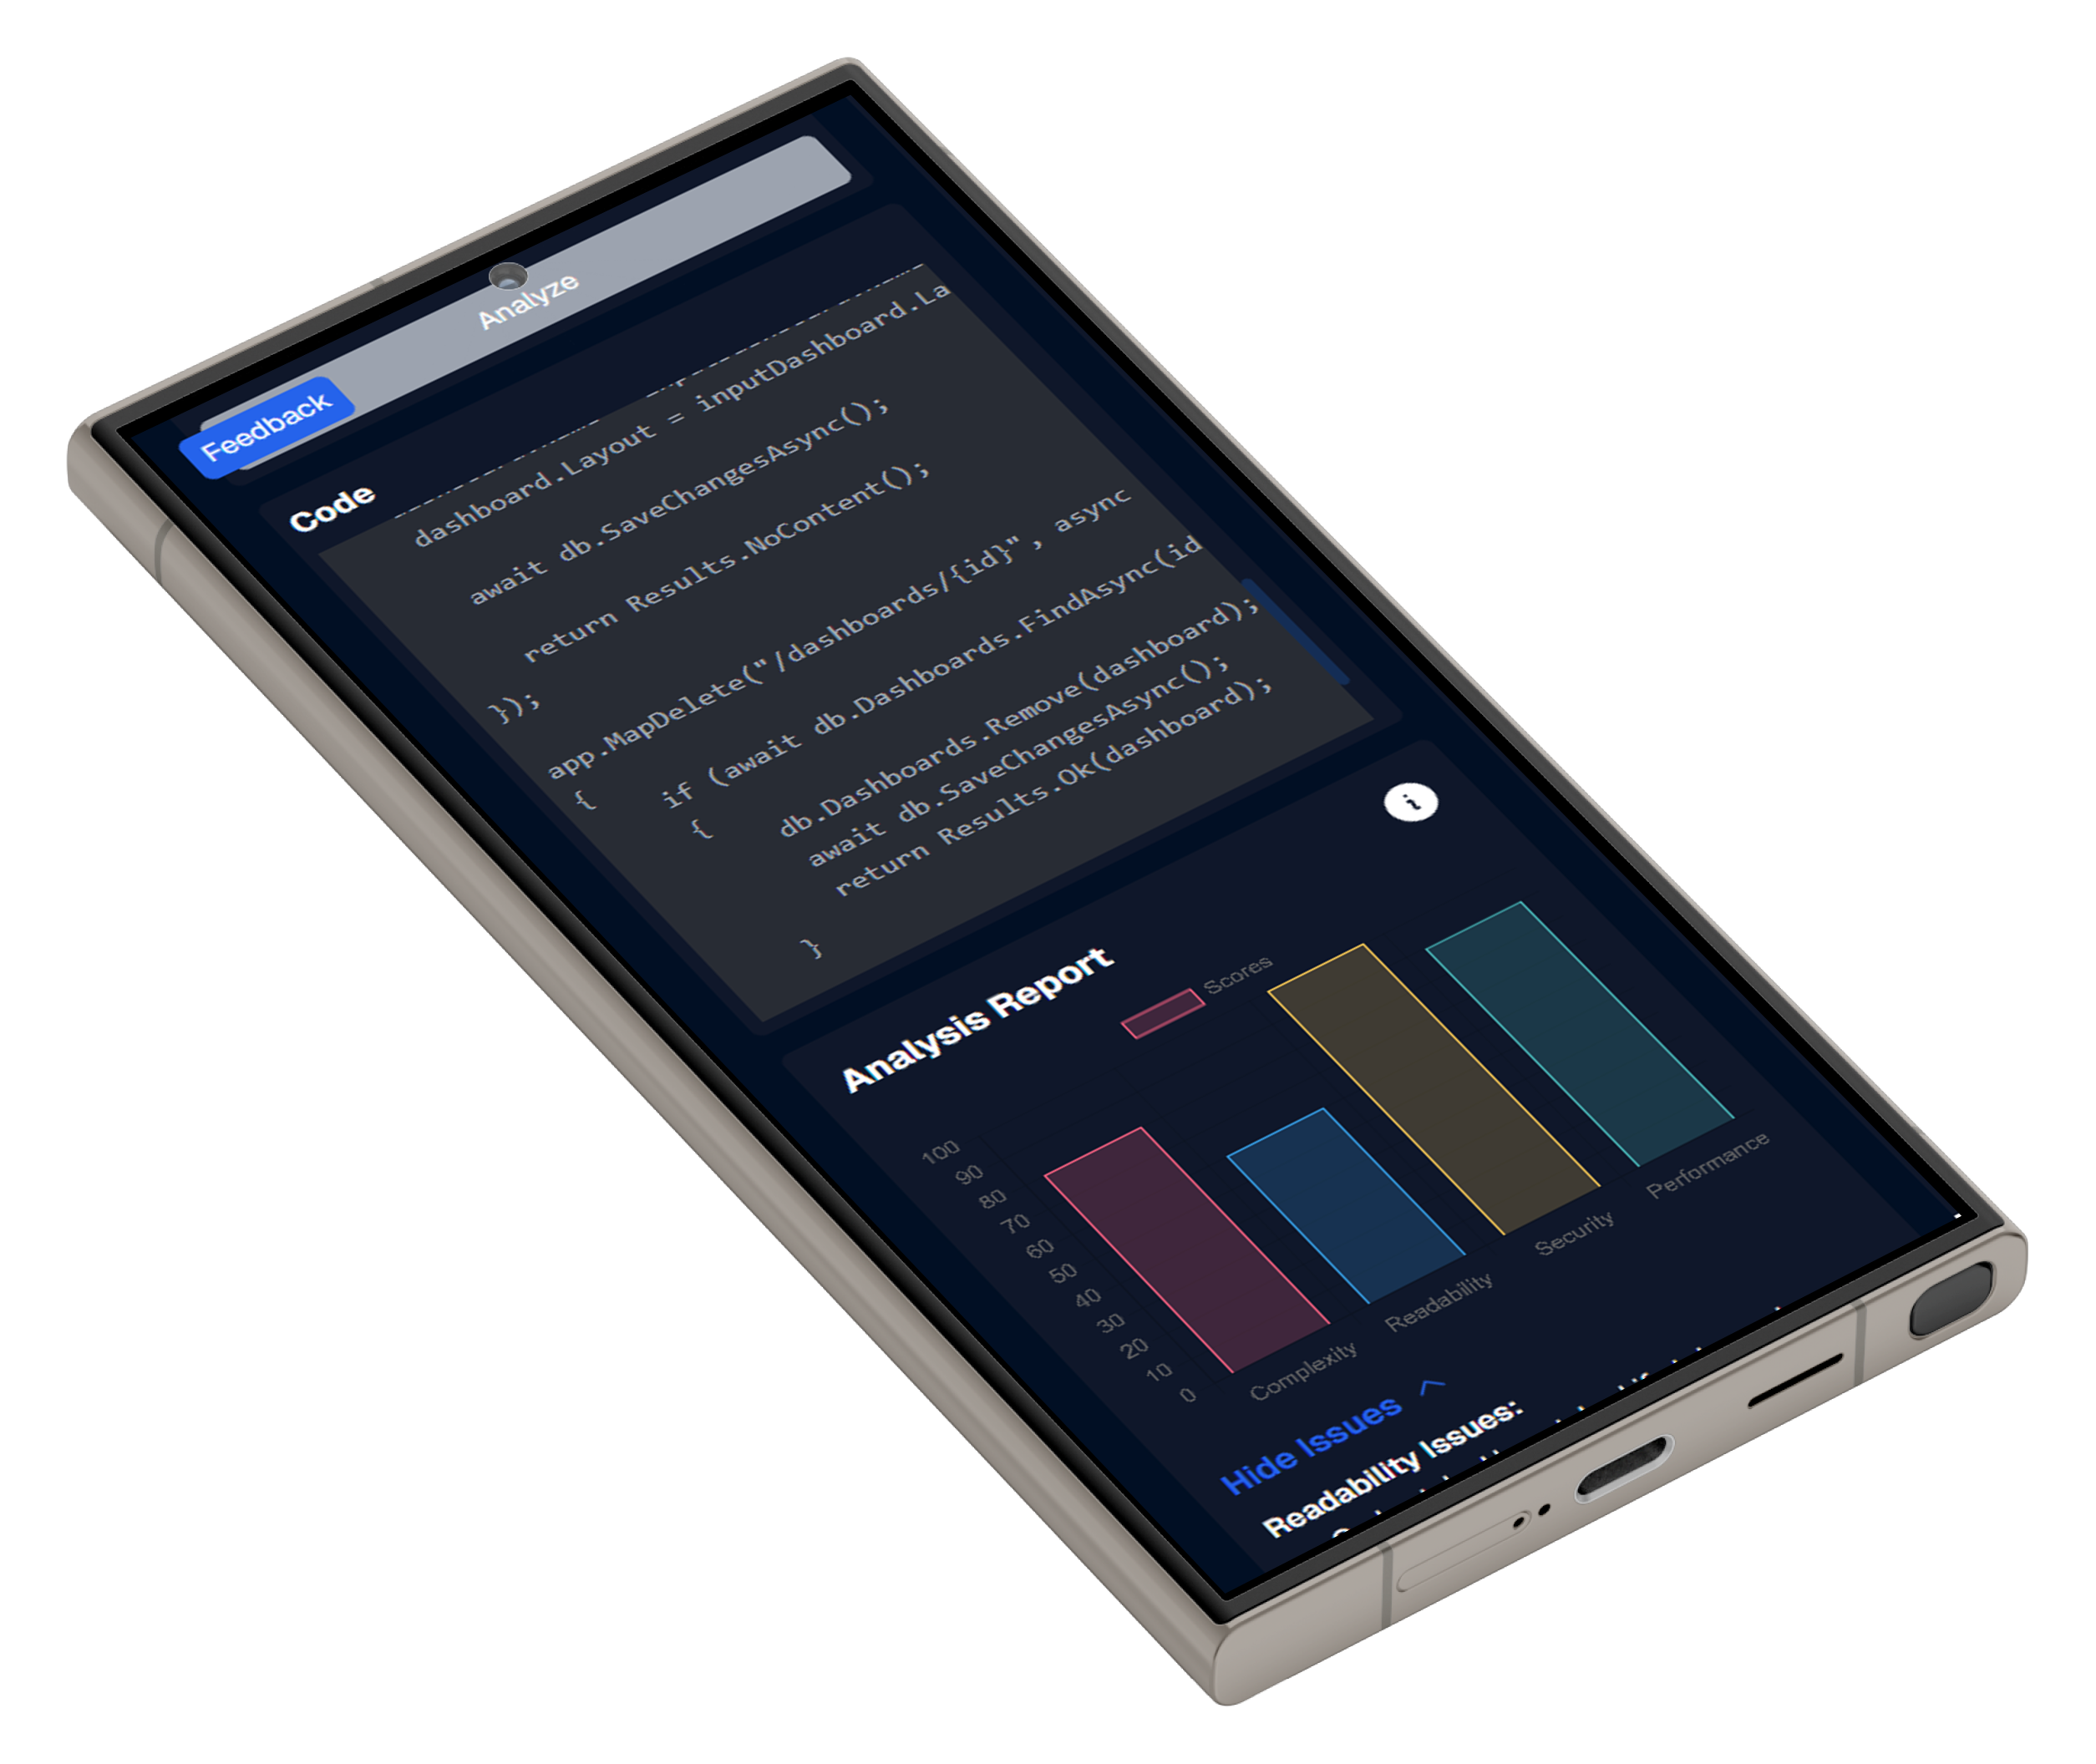 Analyze
Feedback
Code
dashboard.Layout = inputDashboard.La
await db.SaveChangesAsync();
return Results.NoContent();
});
app.MapDelete("/dashboards/{id}", async
{
if (await db.Dashboards.FindAsync(id
{
db.Dashboards.Remove(dashboard);
await db.SaveChangesAsync();
return Results.Ok(dashboard);
}
i
Analysis Report
Scores
100
90
80
70
60
50
40
30
20
10
0
Complexity
Readability
Security
Performance
Hide Issues
Readability Issues: